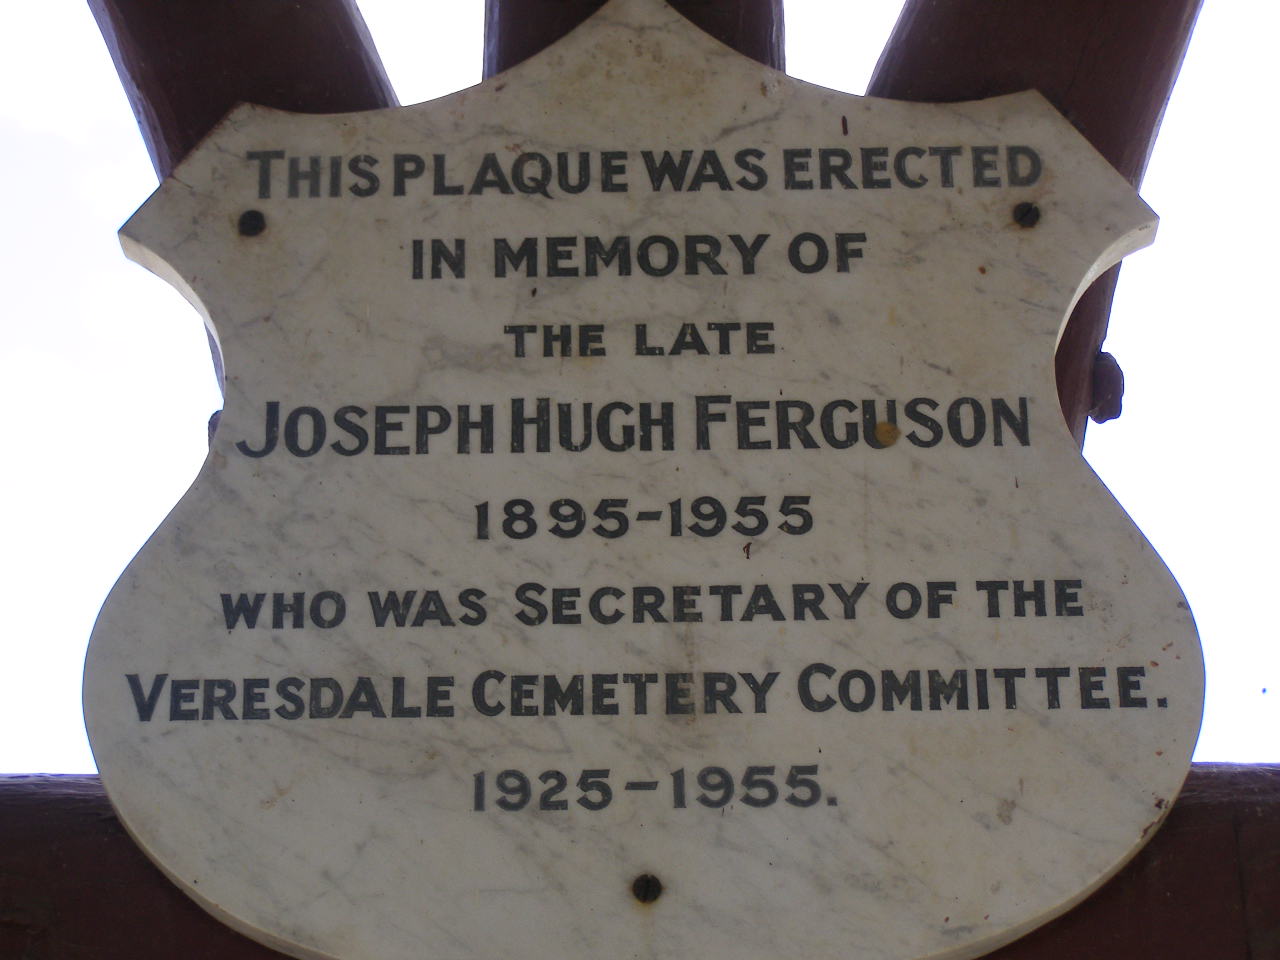 THIS PLAQUE WAS ERECTED
IN MEMORY OF
THE LATE
JOSEPH HUGH FERGUSON
1895-1955
WHO WAS SECRETARY OF THE
VERESDALE CEMETERY COMMITTEE.
1925-1955.